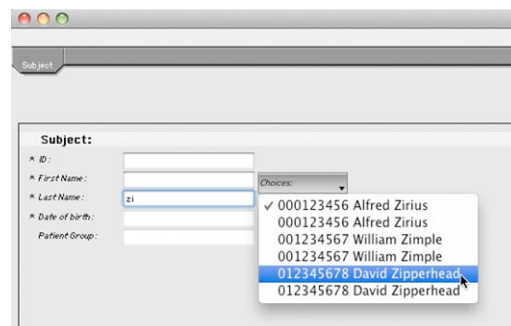 Subject
Subject:
* ID:
* First Name:
Choices:
* Last Name:
zi
* Date of birth:
Patient Group:
✓ 000123456 Alfred Zirius
000123456 Alfred Zirius
001234567 William Zimple
001234567 William Zimple
012345678 David Zipperhead
012345678 David Zipperhead